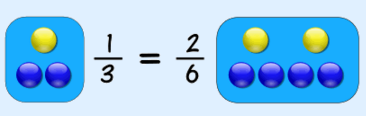 1/3 = 2/6